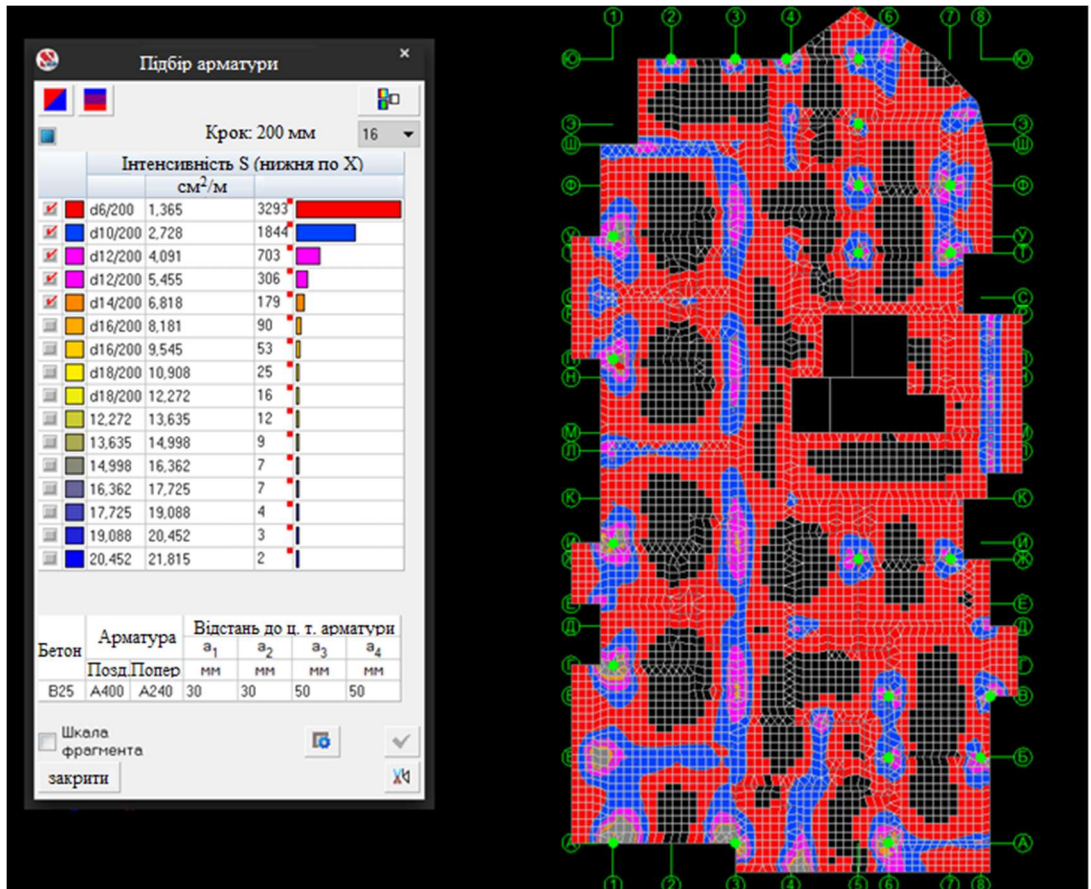 Підбір арматури
×
Крок: 200 мм 16
Інтенсивність S (нижня по X)
см²/м
d6/200 1,365 3293
d10/200 2,728 1844
d12/200 4,091 703
d12/200 5,455 306
d14/200 6,818 179
d16/200 8,181 90
d16/200 9,545 53
d18/200 10,908 25
d18/200 12,272 16
12,272 13,635 12
13,635 14,998 9
14,998 16,362 7
16,362 17,725 7
17,725 19,088 4
19,088 20,452 3
20,452 21,815 2
Бетон Арматура Відстань до ц. т. арматури
a1 a2 a3 a4
Позд. Попер мм мм мм мм
B25 A400 A240 30 30 50 50
Шкала
фрагмента
закрити
1 2 3 4 6 7 8
Ю Ю
Э Э
Ш Ш
Ф Ф
У У
Т
С С
Н
М
Л
К К
И И
Ж Ж
Е Е
Д Д
Г Г
В В
Б Б
А А
1 2 3 4 5 6 7 8